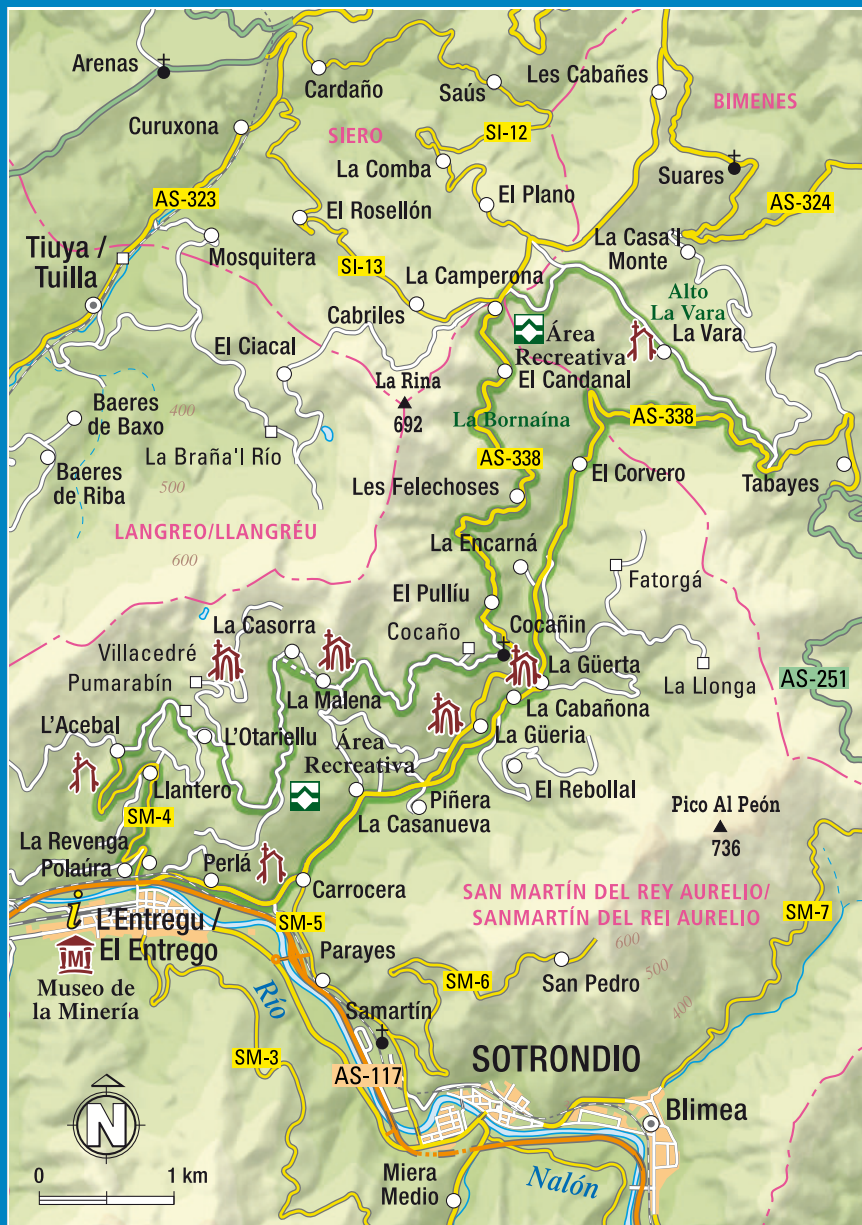 Arenas
Cardaño
Saús
Les Cabañes
BIMENES
Curuxona
SIERO
SI-12
La Comba
Suares
AS-323
El Rosellón
El Plano
AS-324
Tiuya /
Tuilla
Mosquitera
SI-13
La Casa'l
Monte
La Camperona
Cabriles
Alto
La Vara
El Ciacal
Área
Recreativa
La Vara
La Rina
692
El Candanal
Baeres
de Baxo
400
La Bornaína
AS-338
La Braña'l Río
AS-338
El Corvero
Baeres
de Riba
500
Les Felechoses
Tabayes
LANGREO/LLANGRÉU
600
La Encarná
Fatorgá
El Pullíu
La Casorra
Cocaño
Cocañín
Villacedré
Pumarabín
La Güerta
La Llonga
AS-251
La Malena
La Cabañona
L'Acebal
L'Otariellu
Área
Recreativa
La Güeria
Llantero
El Rebollal
SM-4
Piñera
La Casanueva
Pico Al Peón
736
La Revenga
Polaúra
Perlá
Carrocera
SAN MARTÍN DEL REY AURELIO/
SANMARTÍN DEL REI AURELIO
i
L'Entregu /
El Entrego
SM-5
SM-7
M
Parayes
600
500
400
SM-6
San Pedro
Museo de
la Minería
Río
Samartín
SM-3
SOTRONDIO
AS-117
Blimea
N
0 1 km
Miera
Medio
Nalón